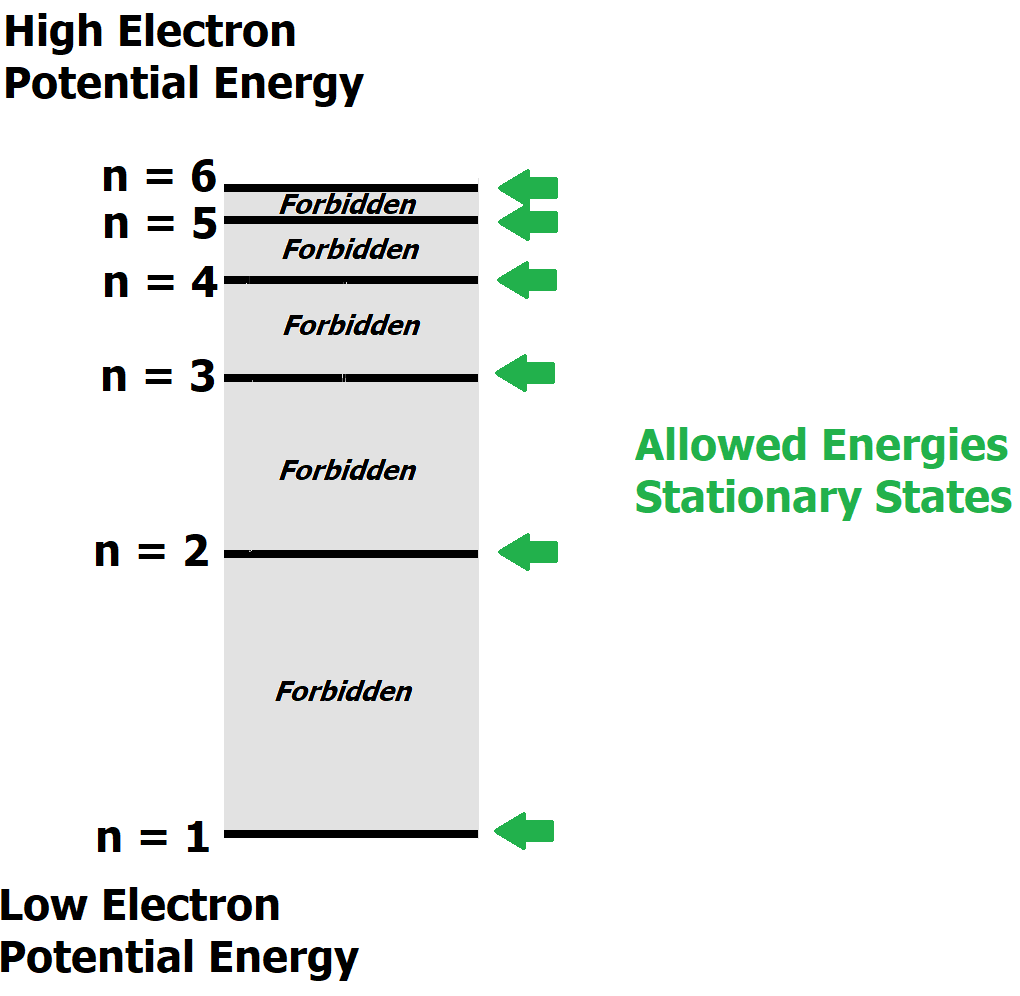 High Electron
Potential Energy
n = 6
Forbidden
n = 5
Forbidden
n = 4
Forbidden
n = 3
Forbidden
n = 2
Forbidden
n = 1
Allowed Energies
Stationary States
Low Electron
Potential Energy